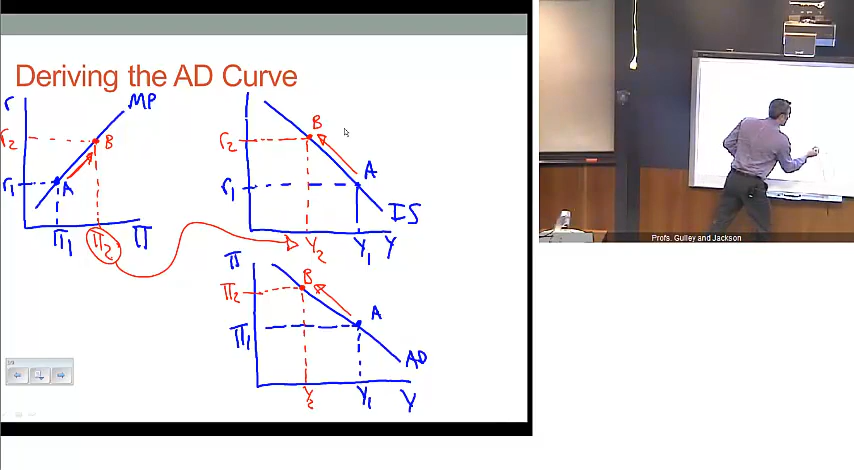 Deriving the AD Curve
r
MP
r₂
B
r₁
A
π₁
π₂
π
B
r₂
A
r₁
IS
Y₂
Y₁
Y
π
B
π₂
A
π₁
AD
Y₂
Y₁
Y
Profs. Gulley and Jackson